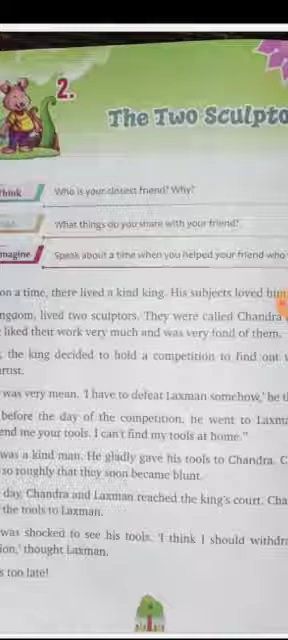 2.
The Two Sculpto
Think
Who is your closest friend? Why?
What things do you share with your friend?
magine
Speak about a time when you helped your friend who
on a time, there lived a kind king. His subjects loved him
ngdom, lived two sculptors. They were called Chandra
liked their work very much and was very fond of them.
, the king decided to hold a competition to find out
rtist.
was very mean. 'I have to defeat Laxman somehow,' he th
before the day of the competition, he went to Laxma
end me your tools. I can't find my tools at home."
was a kind man. He gladly gave his tools to Chandra. C
so roughly that they soon became blunt.
day, Chandra and Laxman reached the king's court. Cha
the tools to Laxman.
was shocked to see his tools. 'I think I should withdra
ion,' thought Laxman.
s too late!